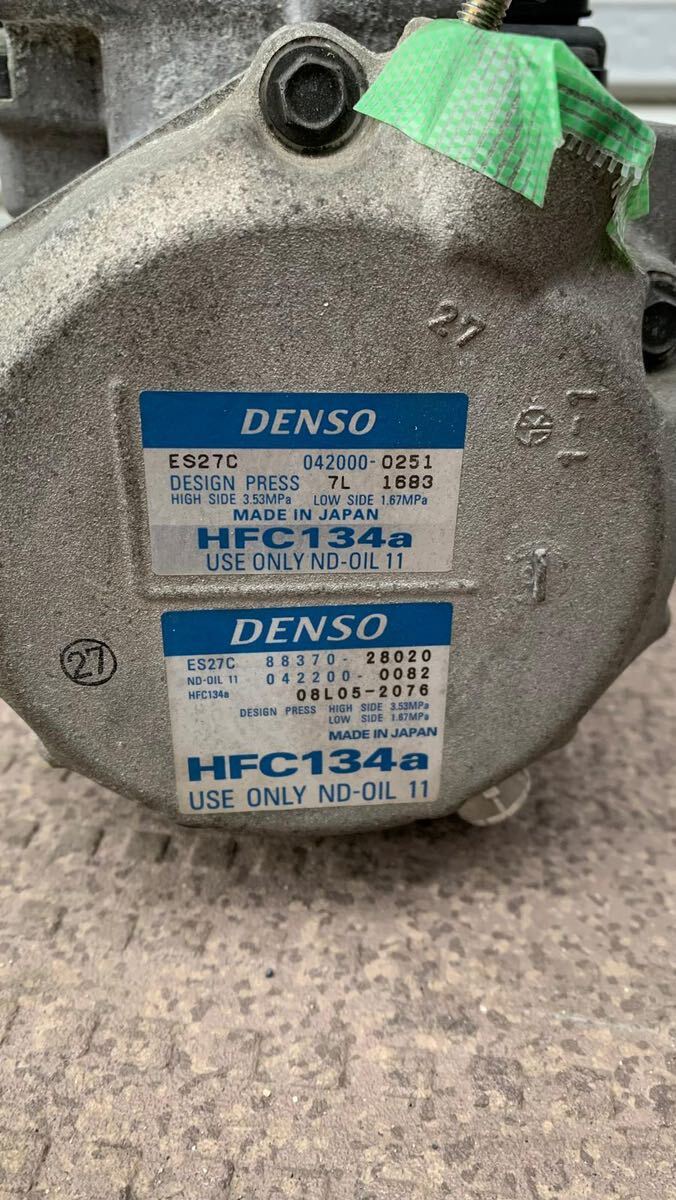 27
1-1
DENSO
ES27C 042000-0251
DESIGN PRESS 7L 1683
HIGH SIDE 3.53MPa LOW SIDE 1.67MPa
MADE IN JAPAN
HFC134a
USE ONLY ND-OIL 11
1
DENSO
27
ES27C 88370-28020
ND-OIL 11 042200-0082
HFC134a 08L05-2076
DESIGN PRESS HIGH SIDE 3.53MPa
LOW SIDE 1.67MPa
MADE IN JAPAN
HFC134a
USE ONLY ND-OIL 11